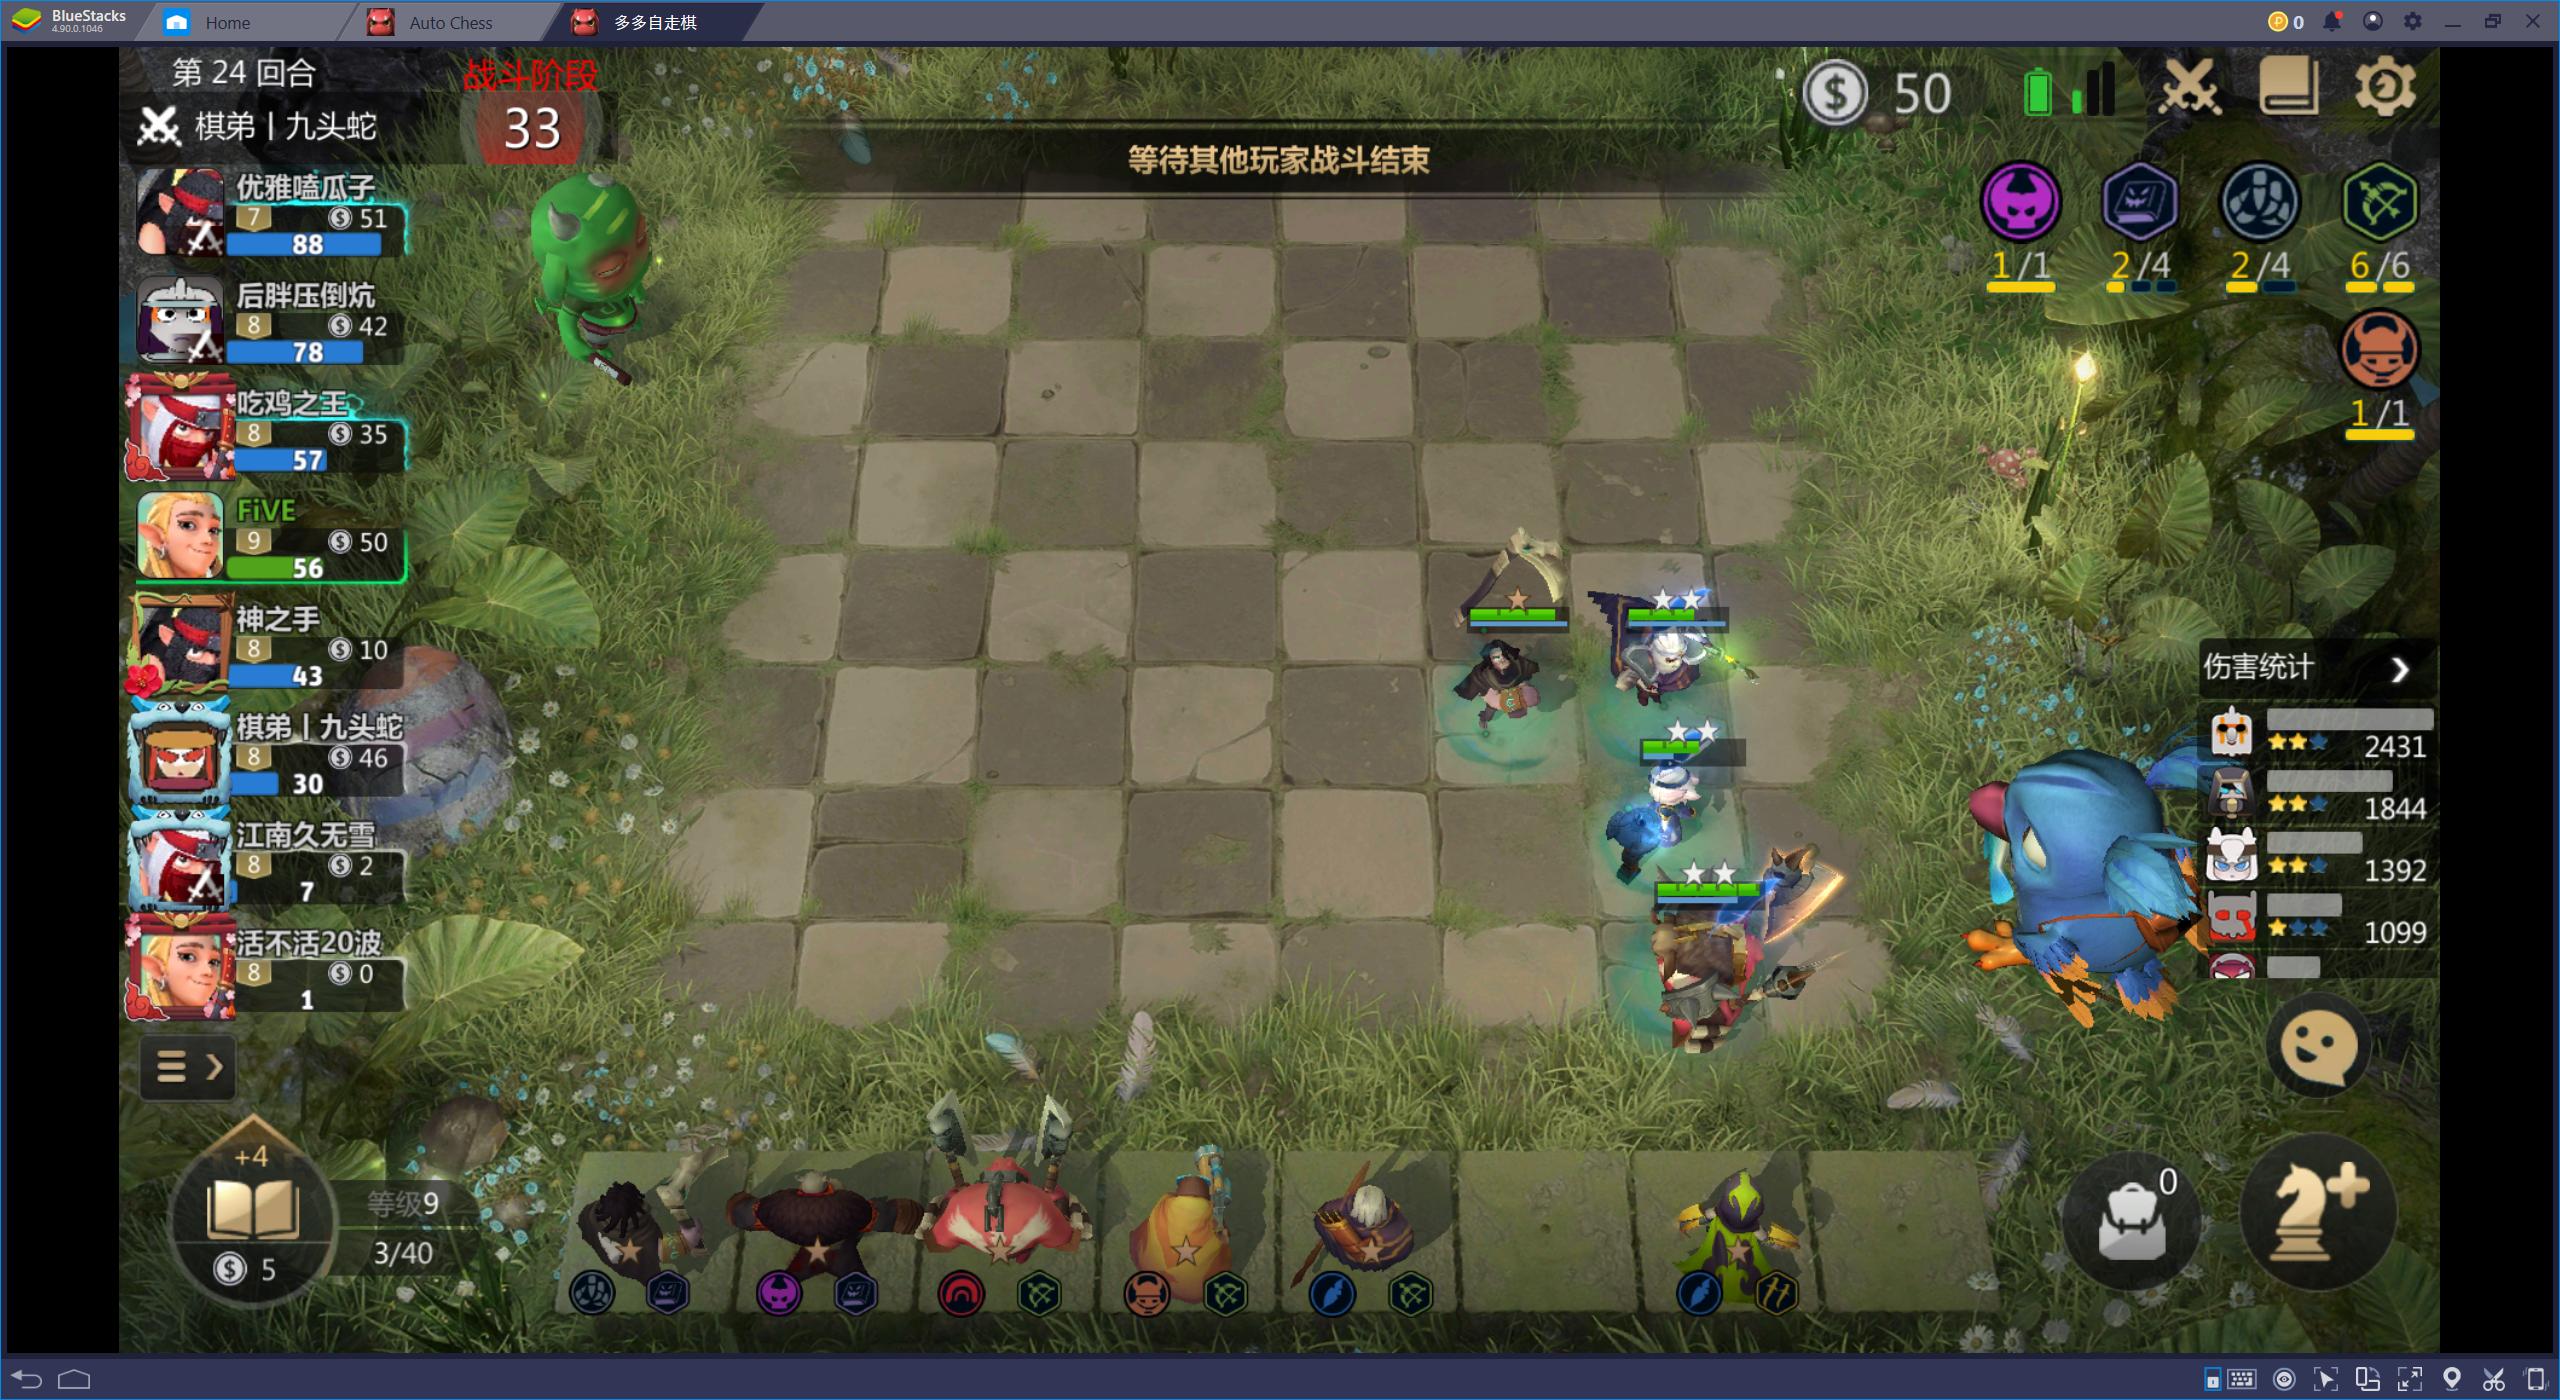 BlueStacks
4.90.0.1046
Home
Auto Chess
多多自走棋
0
第 24 回合
战斗阶段
棋弟丨九头蛇
33
50
等待其他玩家战斗结束
优雅嗑瓜子
7 51
88
后胖压倒炕
8 42
78
吃鸡之王
8 35
57
FiVE
9 50
56
神之手
8 10
43
棋弟丨九头蛇
8 46
30
江南久无雪
8 2
7
活不活20波
8 0
1
1/1
2/4
2/4
6/6
1/1
伤害统计
2431
1844
1392
1099
+4
5
等级9
3/40
0